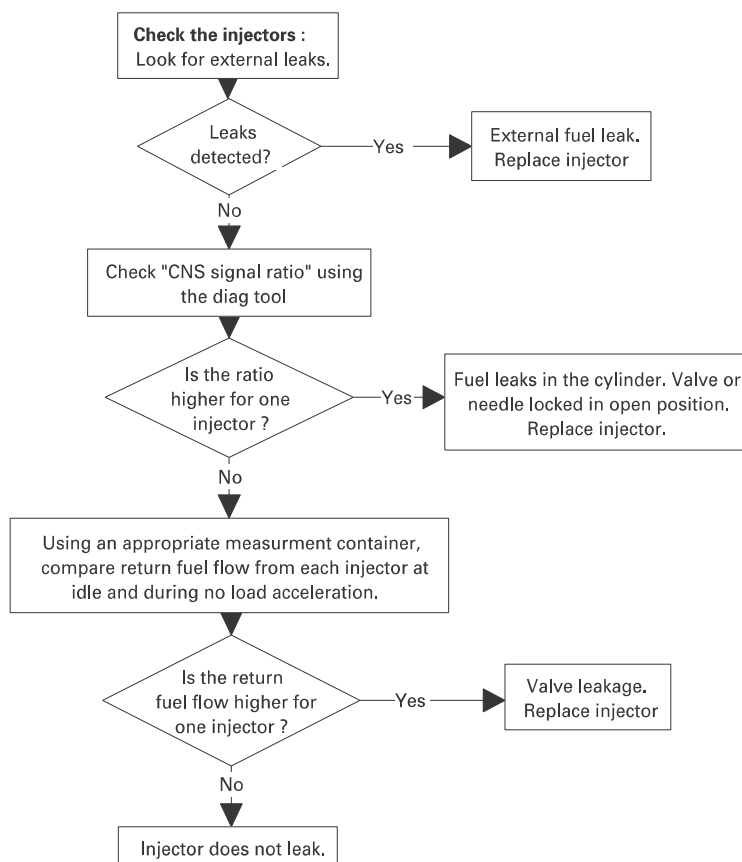 Check the injectors :
Look for external leaks.
Leaks
detected?
Yes
External fuel leak.
Replace injector
No
Check "CNS signal ratio" using
the diag tool
Is the ratio
higher for one
injector ?
Yes
Fuel leaks in the cylinder. Valve or
needle locked in open position.
Replace injector.
No
Using an appropriate measurment container,
compare return fuel flow from each injector at
idle and during no load acceleration.
Is the return
fuel flow higher for
one injector ?
Yes
Valve leakage.
Replace injector
No
Injector does not leak.